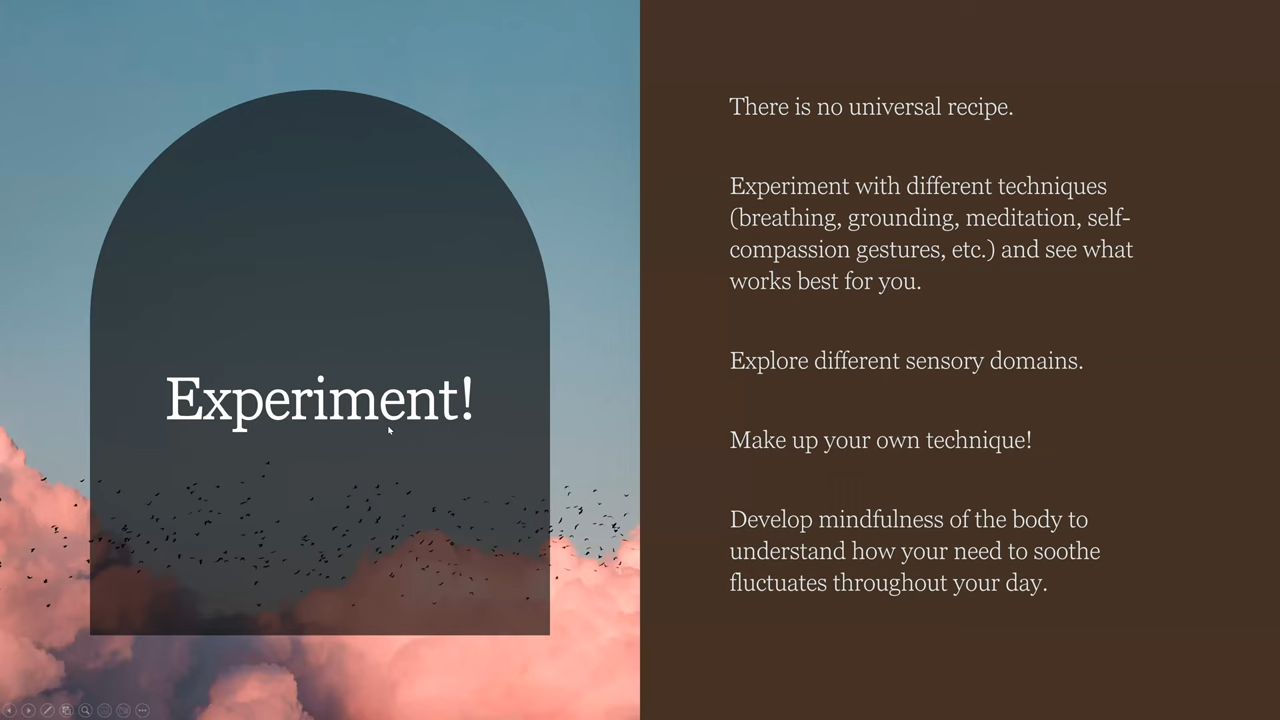 Experiment!
There is no universal recipe.
Experiment with different techniques
(breathing, grounding, meditation, self-
compassion gestures, etc.) and see what
works best for you.
Explore different sensory domains.
Make up your own technique!
Develop mindfulness of the body to
understand how your need to soothe
fluctuates throughout your day.